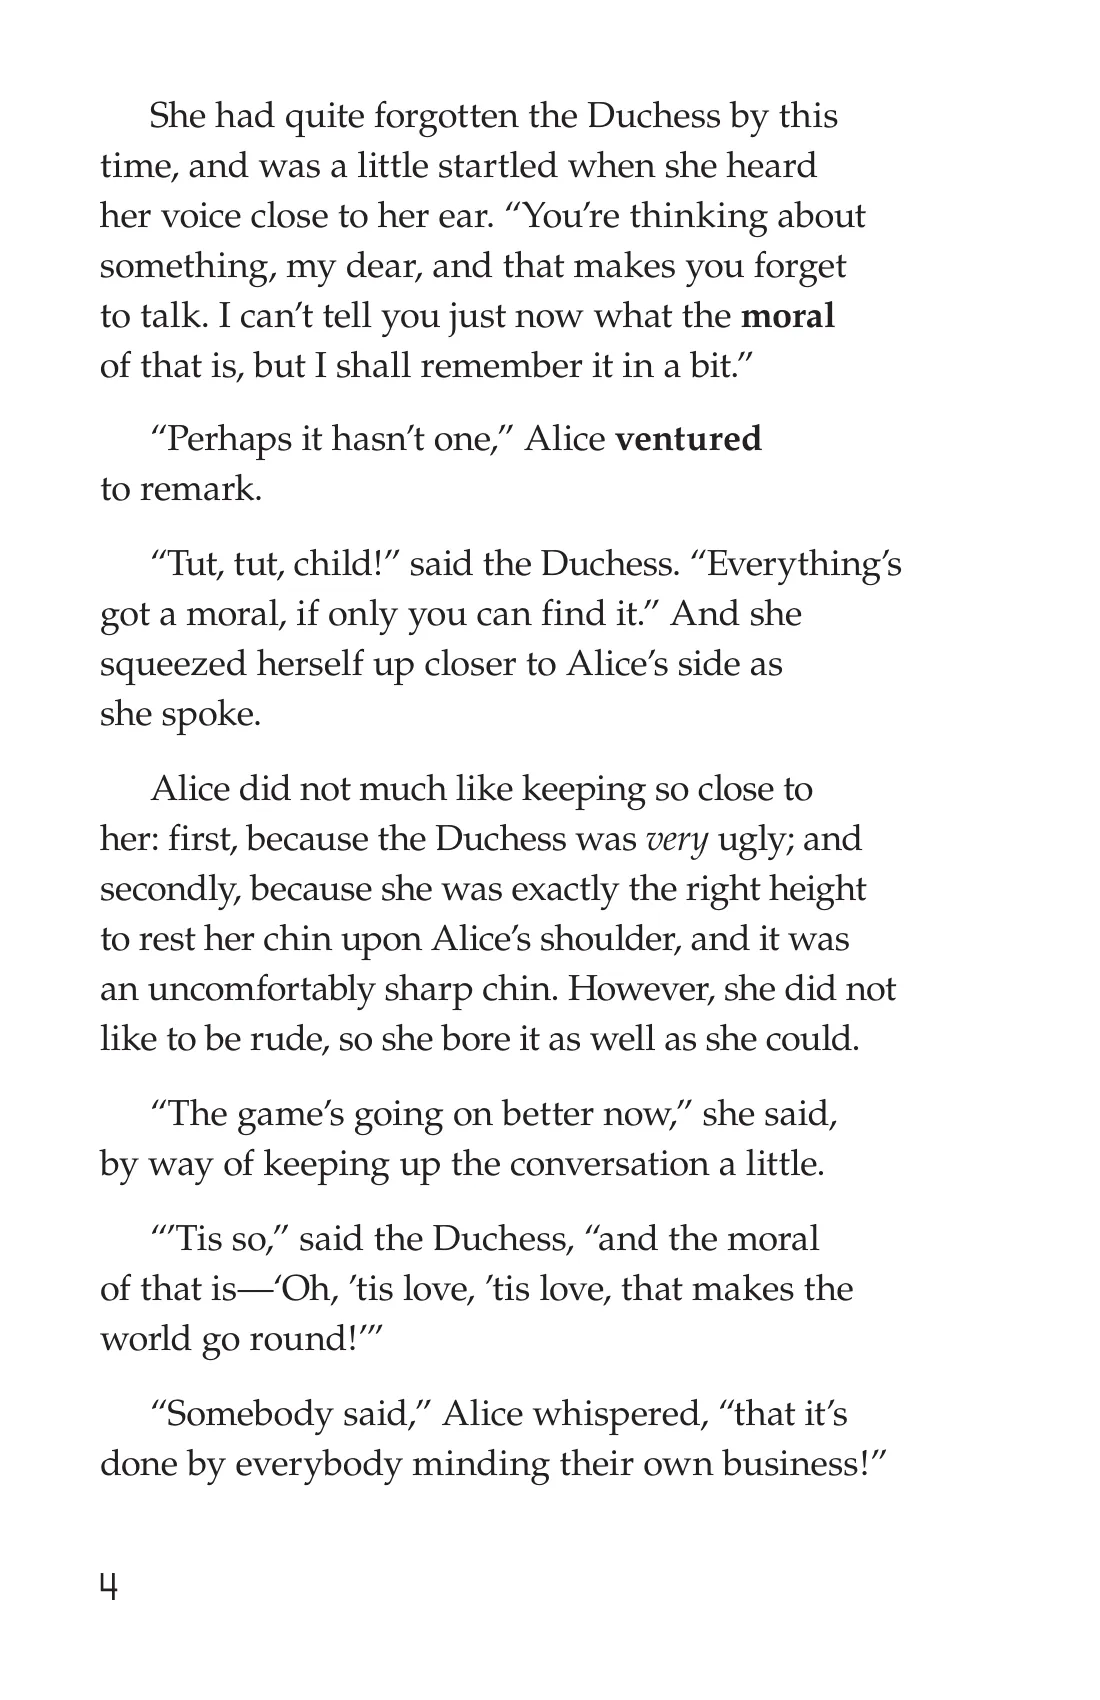 She had quite forgotten the Duchess by this
time, and was a little startled when she heard
her voice close to her ear. “You’re thinking about
something, my dear, and that makes you forget
to talk. I can’t tell you just now what the moral
of that is, but I shall remember it in a bit.”
“Perhaps it hasn’t one,” Alice ventured
to remark.
“Tut, tut, child!” said the Duchess. “Everything’s
got a moral, if only you can find it.” And she
squeezed herself up closer to Alice’s side as
she spoke.
Alice did not much like keeping so close to
her: first, because the Duchess was very ugly; and
secondly, because she was exactly the right height
to rest her chin upon Alice’s shoulder, and it was
an uncomfortably sharp chin. However, she did not
like to be rude, so she bore it as well as she could.
“The game’s going on better now,” she said,
by way of keeping up the conversation a little.
“’Tis so,” said the Duchess, “and the moral
of that is—‘Oh, ’tis love, ’tis love, that makes the
world go round!’”
“Somebody said,” Alice whispered, “that it’s
done by everybody minding their own business!”
4